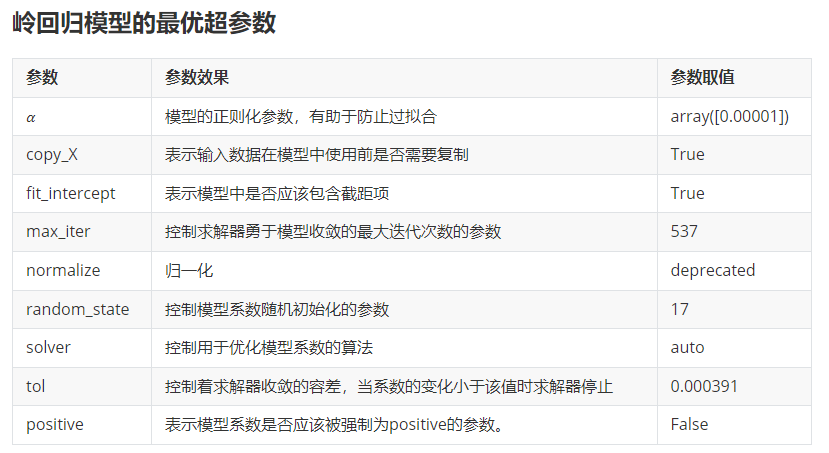 岭回归模型的最优超参数
参数 参数效果 参数取值
α 模型的正则化参数，有助于防止过拟合 array([0.00001])
copy_X 表示输入数据在模型中使用前是否需要复制 True
fit_intercept 表示模型中是否应该包含截距项 True
max_iter 控制求解器勇于模型收敛的最大迭代次数的参数 537
normalize 归一化 deprecated
random_state 控制模型系数随机初始化的参数 17
solver 控制用于优化模型系数的算法 auto
tol 控制着求解器收敛的容差，当系数的变化小于该值时求解器停止 0.000391
positive 表示模型系数是否应该被强制为positive的参数。 False